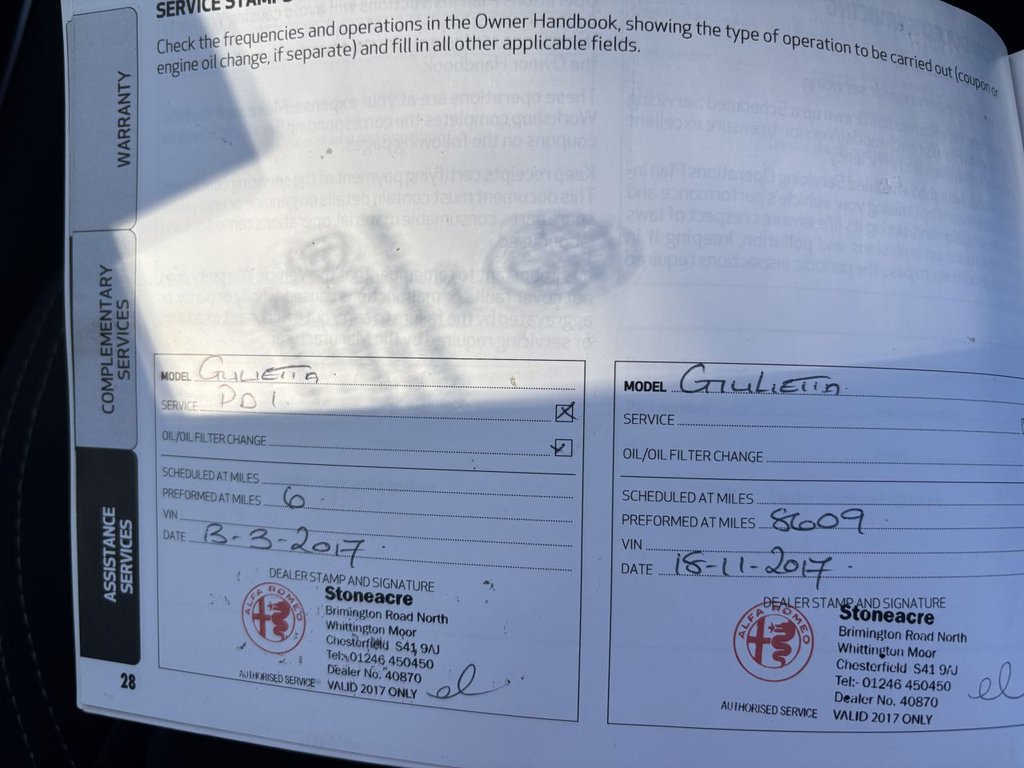 SERVICE STAMPS
Check the frequencies and operations in the Owner Handbook, showing the type of operation to be carried out (coupon or
engine oil change, if separate) and fill in all other applicable fields.
WARRANTY
COMPLEMENTARY
SERVICES
ASSISTANCE
SERVICES
28
MODEL GIULIETTA
SERVICE PDI
OIL/OIL FILTER CHANGE
SCHEDULED AT MILES
PREFORMED AT MILES 6
VIN
DATE 13-3-2017
DEALER STAMP AND SIGNATURE
ALFA ROMEO
Stoneacre
Brimington Road North
Whittington Moor
Chesterfield S41 9AJ
Tel:- 01246 450450
Dealer No. 40870
AUTHORISED SERVICE VALID 2017 ONLY
MODEL GIULIETTA
SERVICE
OIL/OIL FILTER CHANGE
SCHEDULED AT MILES
PREFORMED AT MILES 8609
VIN
DATE 18-11-2017
DEALER STAMP AND SIGNATURE
ALFA ROMEO
Stoneacre
Brimington Road North
Whittington Moor
Chesterfield S41 9AJ
Tel:- 01246 450450
Dealer No. 40870
AUTHORISED SERVICE VALID 2017 ONLY